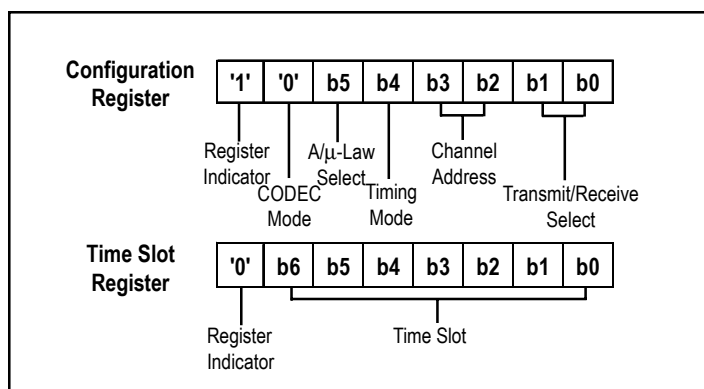 Configuration
Register
'1' '0' b5 b4 b3 b2 b1 b0
Register
Indicator
CODEC
Mode
A/μ-Law
Select
Timing
Mode
Channel
Address
Transmit/Receive
Select
Time Slot
Register
'0' b6 b5 b4 b3 b2 b1 b0
Register
Indicator
Time Slot